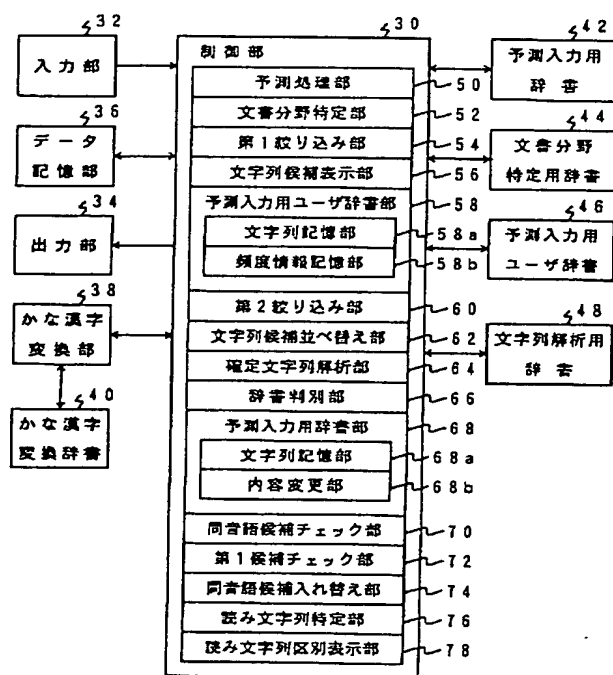 32
入力部
36
データ
記憶部
34
出力部
38
かな漢字
変換部
40
かな漢字
変換辞書
30
制御部
予測処理部 50
文書分野特定部 52
第1絞り込み部 54
文字列候補表示部 56
予測入力用ユーザ辞書部 58
文字列記憶部 58a
頻度情報記憶部 58b
第2絞り込み部 60
文字列候補並べ替え部 62
確定文字列解析部 64
辞書判別部 66
予測入力用辞書部 68
文字列記憶部 68a
内容変更部 68b
同音語候補チェック部 70
第1候補チェック部 72
同音語候補入れ替え部 74
読み文字列特定部 76
読み文字列区別表示部 78
42
予測入力用
辞書
44
文書分野
特定用辞書
46
予測入力用
ユーザ辞書
48
文字列解析用
辞書